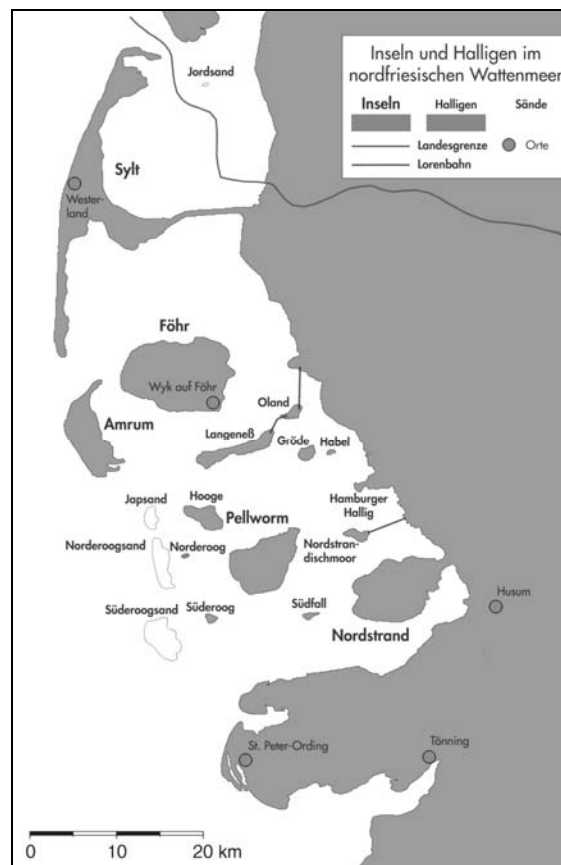 Inseln und Halligen im
nordfriesischen Wattenmeer
Inseln
Halligen
Sände
Landesgrenze
Orte
Lorenbahn
Jordsand
Sylt
Wester-
land
Föhr
Wyk auf Föhr
Amrum
Oland
Langeneß
Gröde
Habel
Hamburger
Hallig
Japsand
Hooge
Pellworm
Norderoogsand
Norderoog
Nordstran-
dischmoor
Süderoogsand
Süderoog
Südfall
Nordstrand
Husum
St. Peter-Ording
Tönning
0 10 20 km